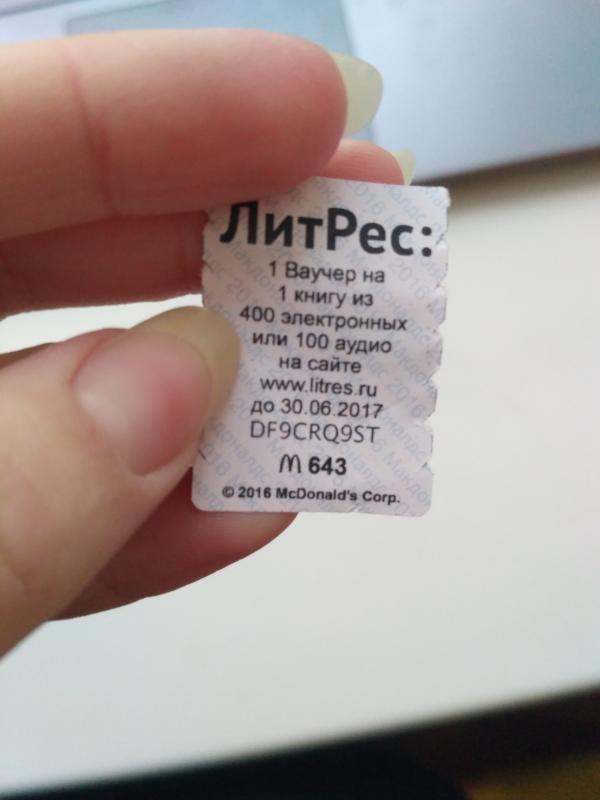 ЛитРес:
1 Ваучер на
1 книгу из
400 электронных
или 100 аудио
на сайте
www.litres.ru
до 30.06.2017
DF9CRQ9ST
M 643
© 2016 McDonald's Corp.